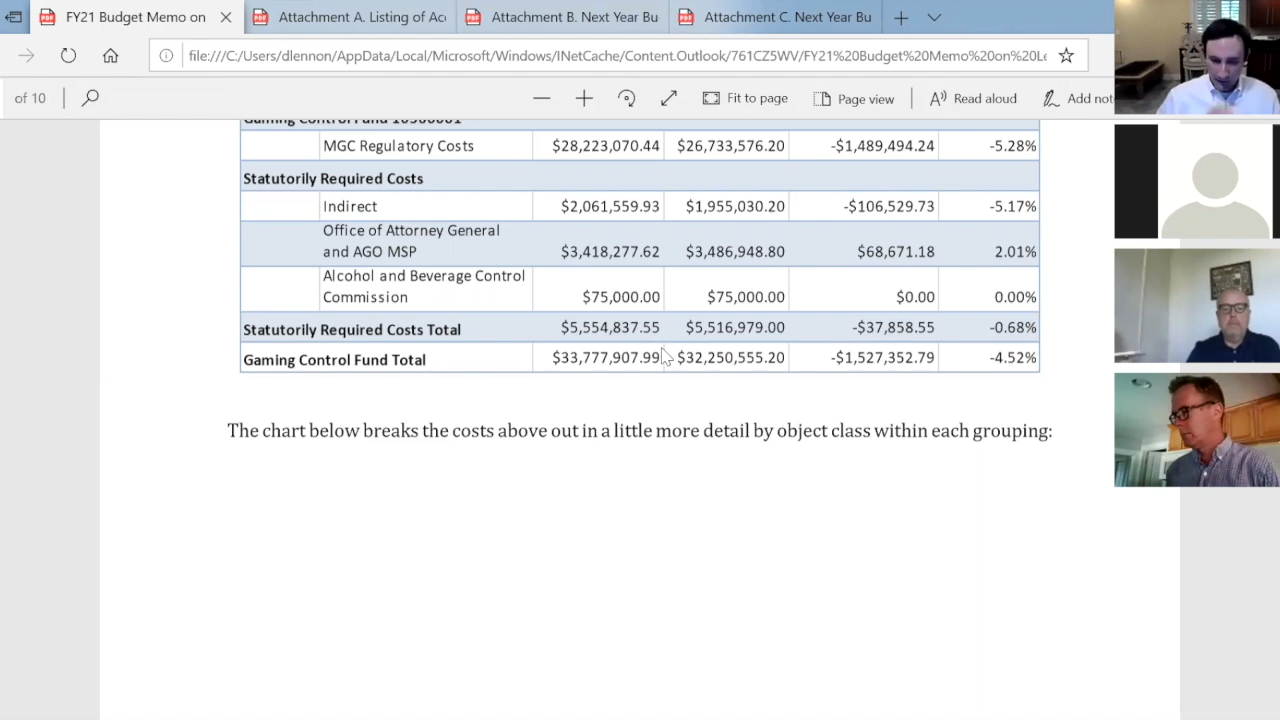 FY21 Budget Memo on
Attachment A. Listing of Ac
Attachment B. Next Year Bu
Attachment C. Next Year Bu
file:///C:/Users/dlennon/AppData/Local/Microsoft/Windows/INetCache/Content.Outlook/761CZ5WV/FY21%20Budget%20Memo%20on%20Le
of 10
Fit to page
Page view
Read aloud
Add not
Gaming Control Fund 10500001
MGC Regulatory Costs $28,223,070.44 $26,733,576.20 -$1,489,494.24 -5.28%
Statutorily Required Costs
Indirect $2,061,559.93 $1,955,030.20 -$106,529.73 -5.17%
Office of Attorney General
and AGO MSP $3,418,277.62 $3,486,948.80 $68,671.18 2.01%
Alcohol and Beverage Control
Commission $75,000.00 $75,000.00 $0.00 0.00%
Statutorily Required Costs Total $5,554,837.55 $5,516,979.00 -$37,858.55 -0.68%
Gaming Control Fund Total $33,777,907.99 $32,250,555.20 -$1,527,352.79 -4.52%
The chart below breaks the costs above out in a little more detail by object class within each grouping: